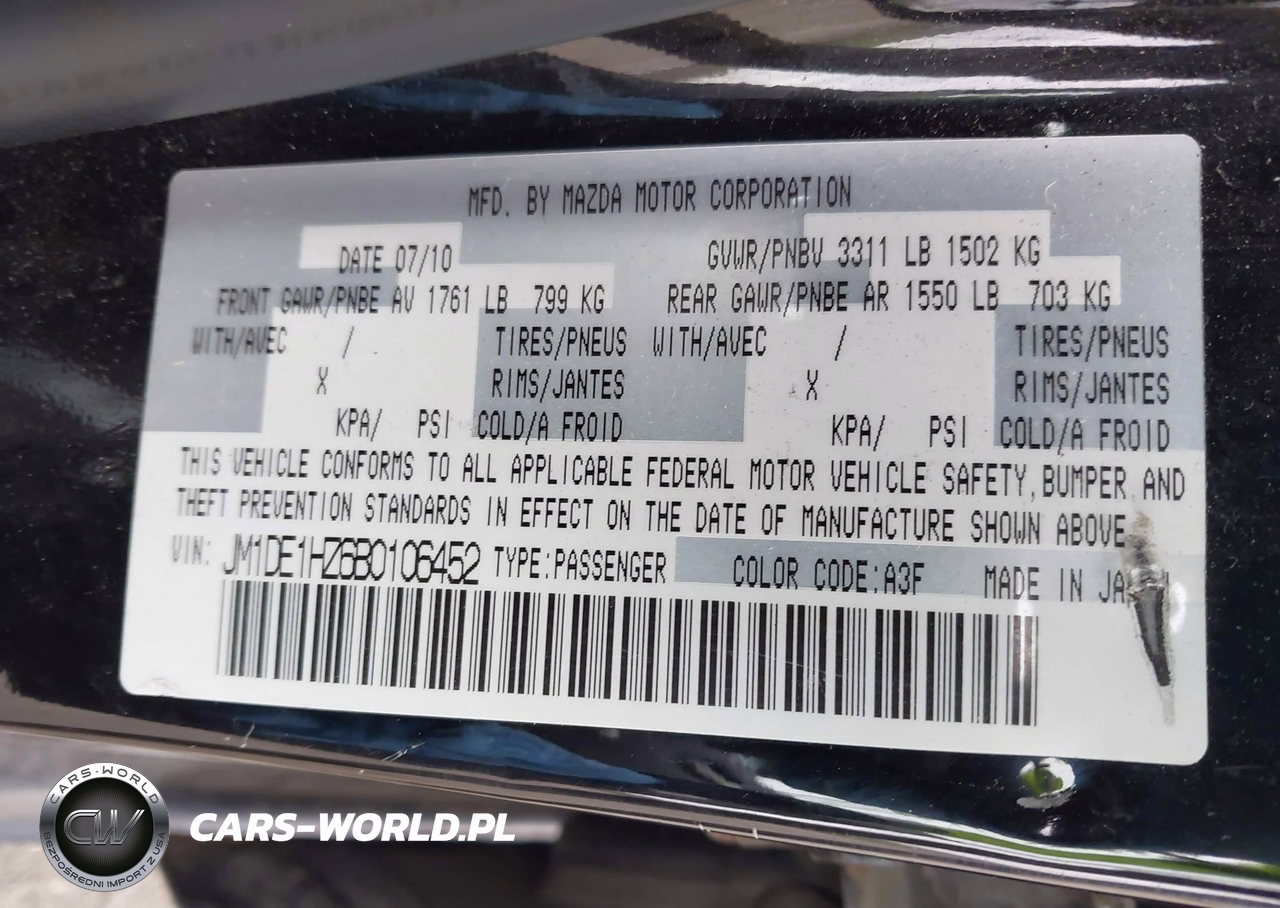 MFD. BY MAZDA MOTOR CORPORATION
DATE 07/10 GVWR/PNBV 3311 LB 1502 KG
FRONT GAWR/PNBE AV 1761 LB 799 KG REAR GAWR/PNBE AR 1550 LB 703 KG
WITH/AVEC / TIRES/PNEUS WITH/AVEC / TIRES/PNEUS
X RIMS/JANTES X RIMS/JANTES
KPA/ PSI COLD/A FROID KPA/ PSI COLD/A FROID
THIS VEHICLE CONFORMS TO ALL APPLICABLE FEDERAL MOTOR VEHICLE SAFETY, BUMPER, AND
THEFT PREVENTION STANDARDS IN EFFECT ON THE DATE OF MANUFACTURE SHOWN ABOVE
VIN: JM1DE1HZ6B0106452 TYPE:PASSENGER COLOR CODE:A3F MADE IN
CARS-WORLD
CW
BEZPOŚREDNI IMPORT Z USA
CARS-WORLD.PL